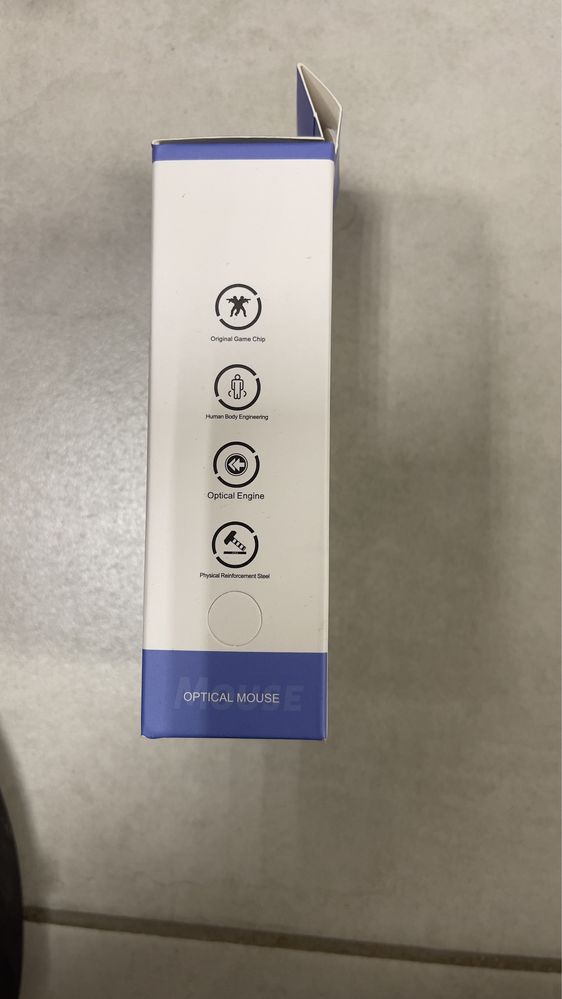 Original Game Chip
Human Body Engineering
Optical Engine
Physical Reinforcement Steel
MOUSE
OPTICAL MOUSE